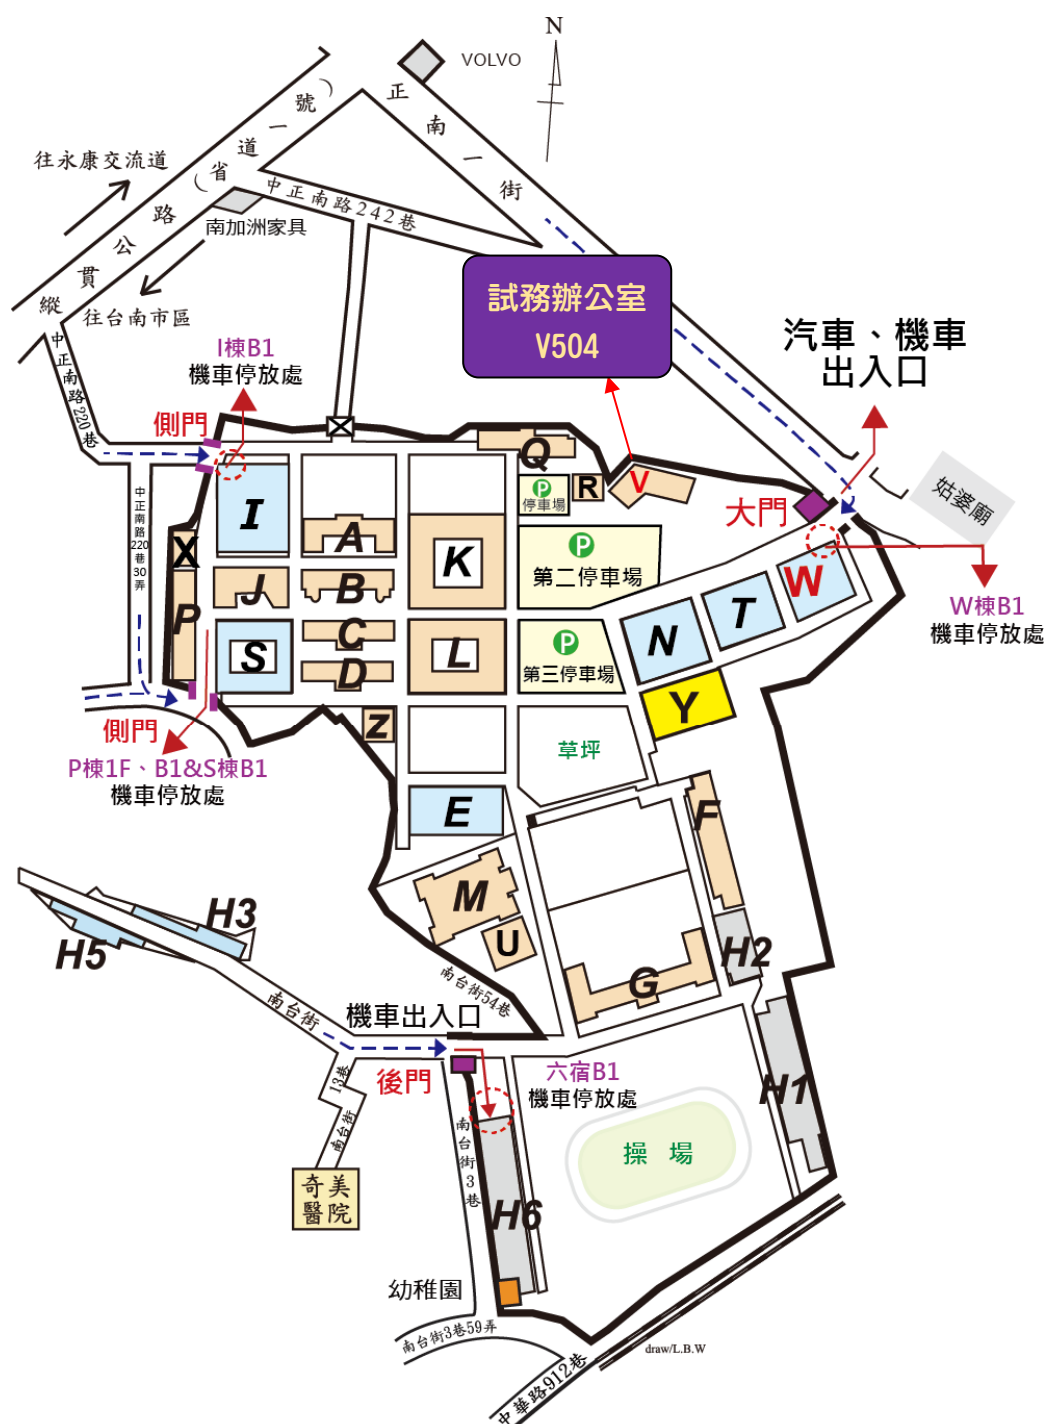 N
VOLVO
正南一街
縱貫公路(省道一號)
往永康交流道
中正南路242巷
南加洲家具
往台南市區
試務辦公室
V504
汽車、機車
出入口
中正南路220巷
I棟B1
機車停放處
側門
Q
P
停車場
R
V
大門
姑婆廟
中正南路220巷30弄
I
A
K
P
第二停車場
X
J
B
W
W棟B1
機車停放處
P
S
C
D
L
P
第三停車場
N
T
Y
側門
P棟1F、B1&S棟B1
機車停放處
Z
草坪
E
F
M
U
H3
H5
H2
G
南台街54巷
南台街
機車出入口
後門
六宿B1
機車停放處
13巷
南台街
H1
南台街3巷
操場
奇美
醫院
H6
幼稚園
南台街3巷59弄
draw/L.B.W
中華路912巷